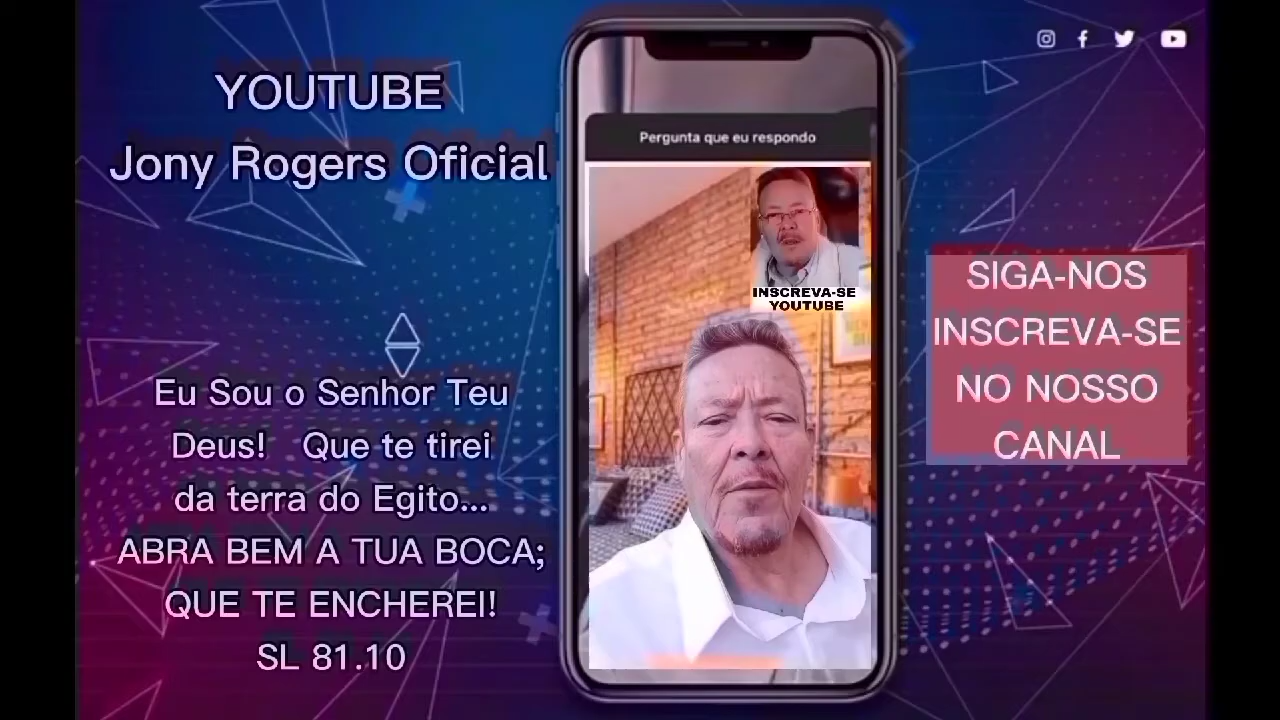 YOUTUBE
Jony Rogers Oficial
Eu Sou o Senhor Teu
Deus! Que te tirei
da terra do Egito...
ABRA BEM A TUA BOCA;
QUE TE ENCHEREI!
SL 81.10
Pergunta que eu respondo
INSCREVA-SE
YOUTUBE
SIGA-NOS
INSCREVA-SE
NO NOSSO
CANAL